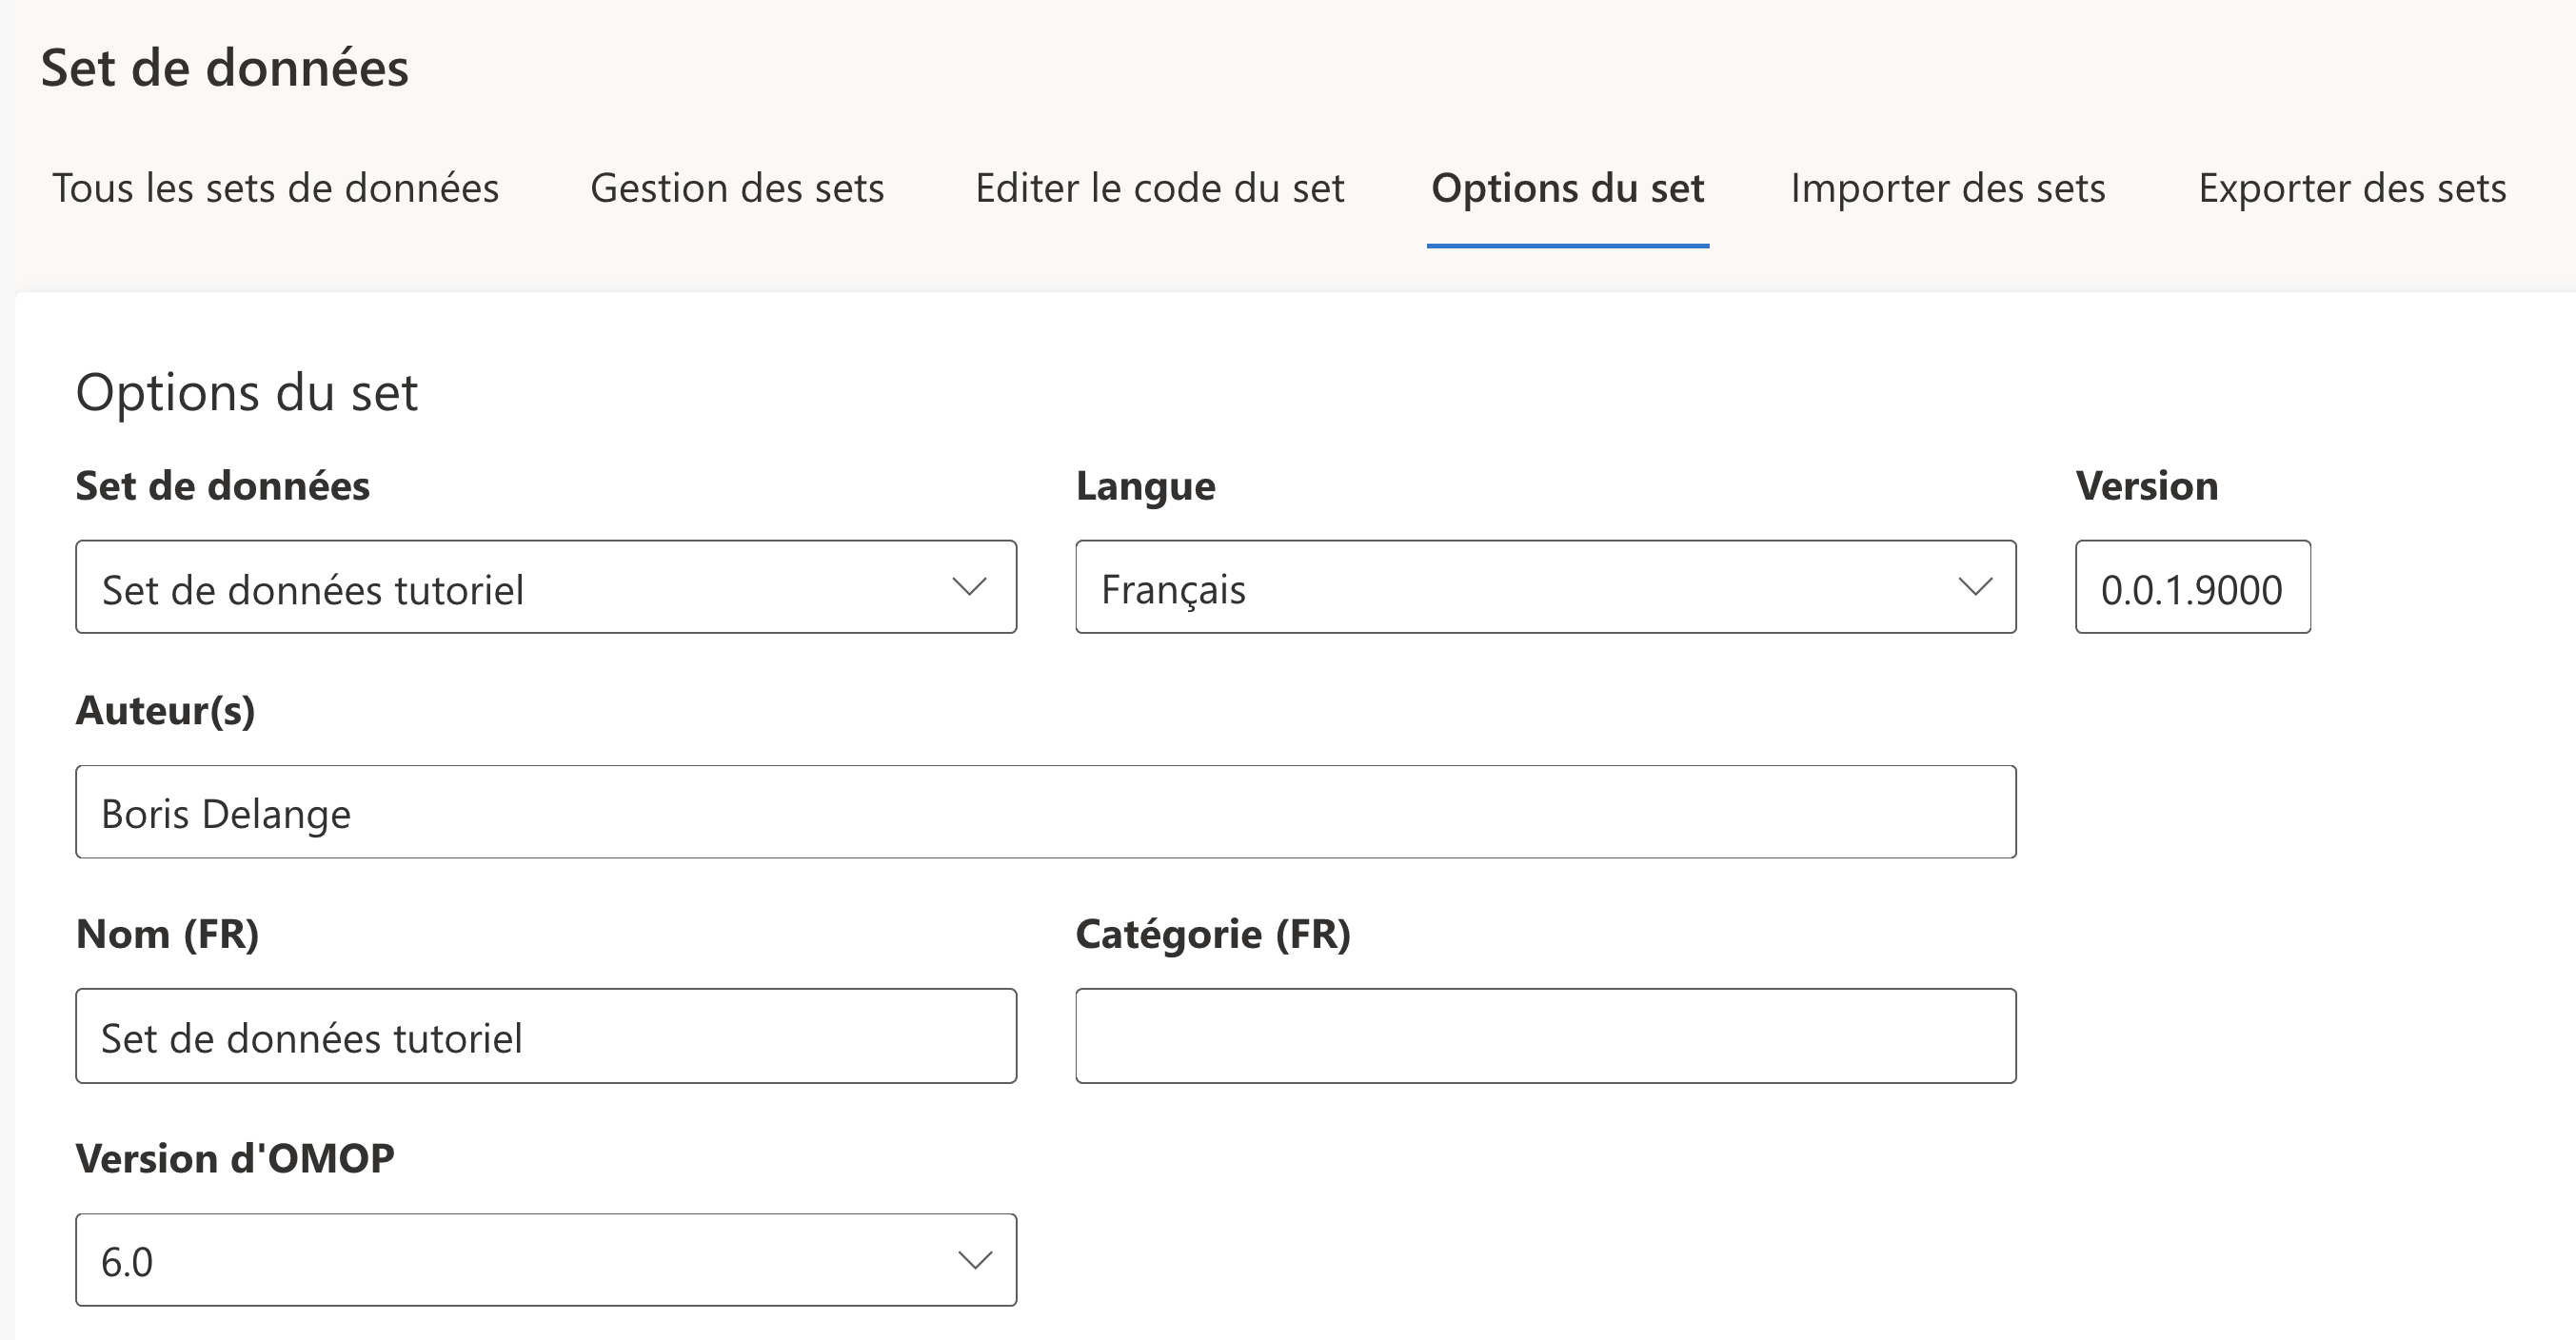 Set de données
Tous les sets de données Gestion des sets Editer le code du set Options du set Importer des sets Exporter des sets
Options du set
Set de données Langue Version
Set de données tutoriel Français 0.0.1.9000
Auteur(s)
Boris Delange
Nom (FR) Catégorie (FR)
Set de données tutoriel
Version d'OMOP
6.0